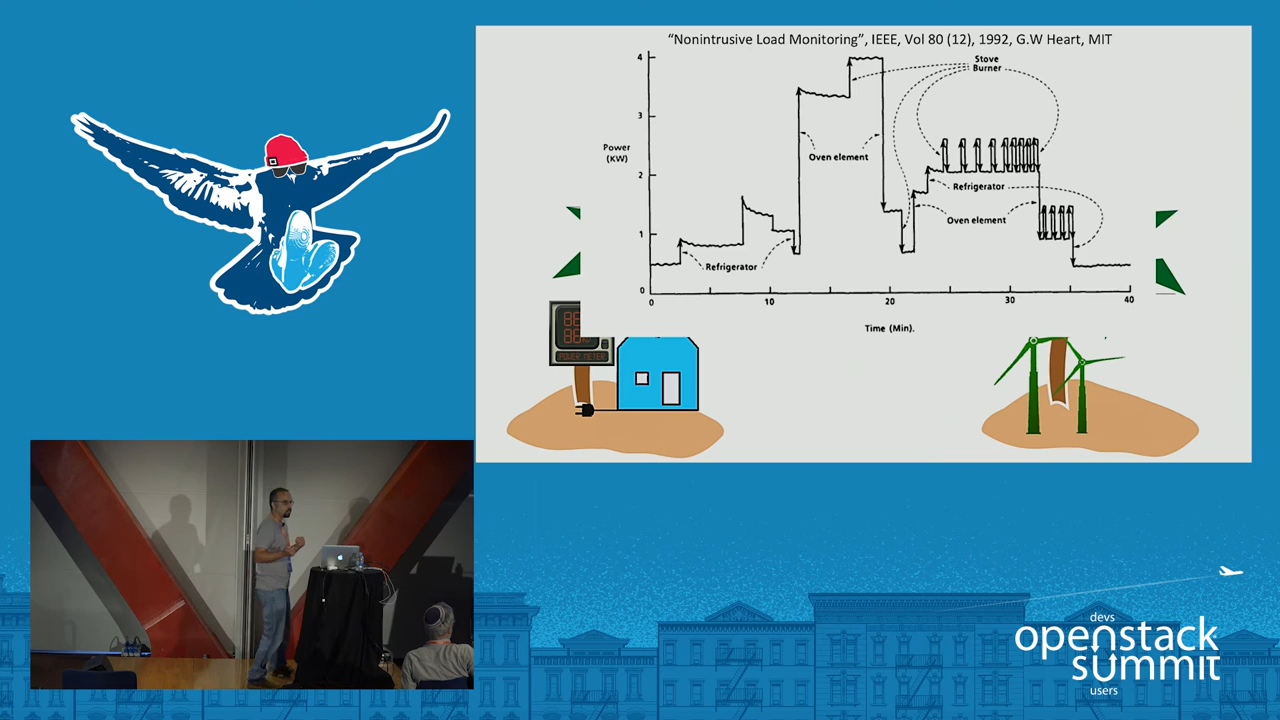 “Nonintrusive Load Monitoring”, IEEE, Vol 80 (12), 1992, G.W Heart, MIT
4
3
2
1
0
Power
(KW)
Stove
Burner
Oven element
Refrigerator
Oven element
Refrigerator
0
10
20
30
40
Time (Min).
POWER METER
devs
openstack
summit
users